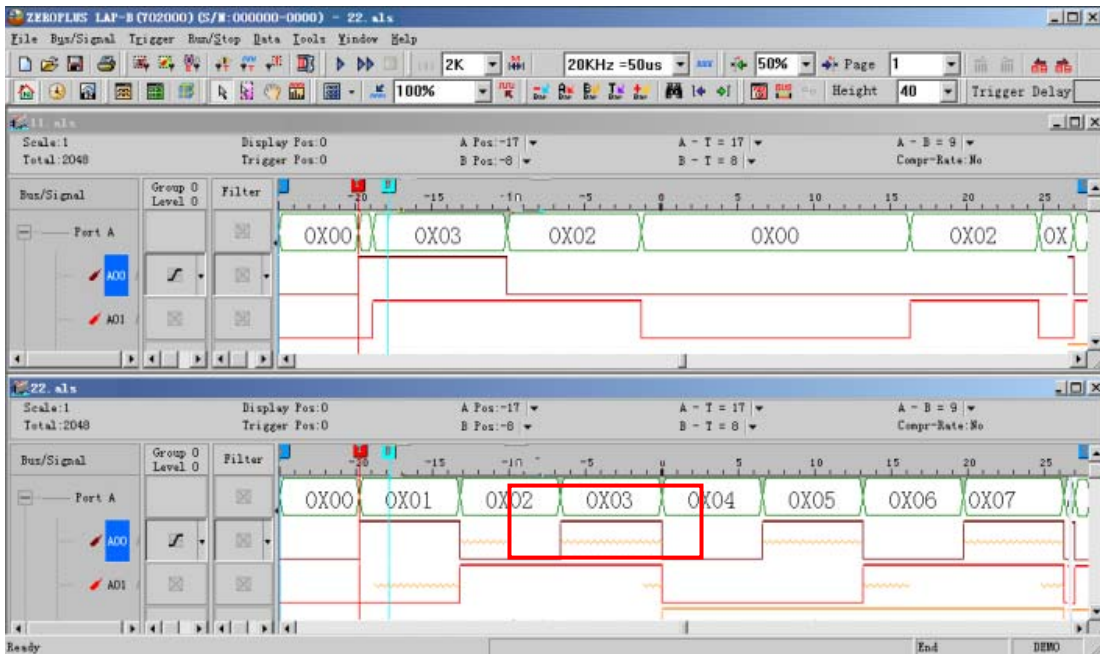 ZEROPLUS LAP-B(702000) (S/N:000000-0000) - 22.als
File Bus/Signal Trigger Run/Stop Data Tools Window Help
2K 20KHz =50us 50% Page 1
100% Height 40 Trigger Delay
11.als
Scale:1 Display Pos:0 A Pos:-17 A - T = 17 A - B = 9
Total:2048 Trigger Pos:0 B Pos:-8 B - T = 8 Compr-Rate:No
Bus/Signal Group 0 Level 0 Filter -20 -15 -10 -5 0 5 10 15 20 25
Port A 0X00 0X03 0X02 0X00 0X02 0X
A00
A01
22.als
Scale:1 Display Pos:0 A Pos:-17 A - T = 17 A - B = 9
Total:2048 Trigger Pos:0 B Pos:-8 B - T = 8 Compr-Rate:No
Bus/Signal Group 0 Level 0 Filter -20 -15 -10 -5 0 5 10 15 20 25
Port A 0X00 0X01 0X02 0X03 0X04 0X05 0X06 0X07
A00
A01
Ready End DEMO